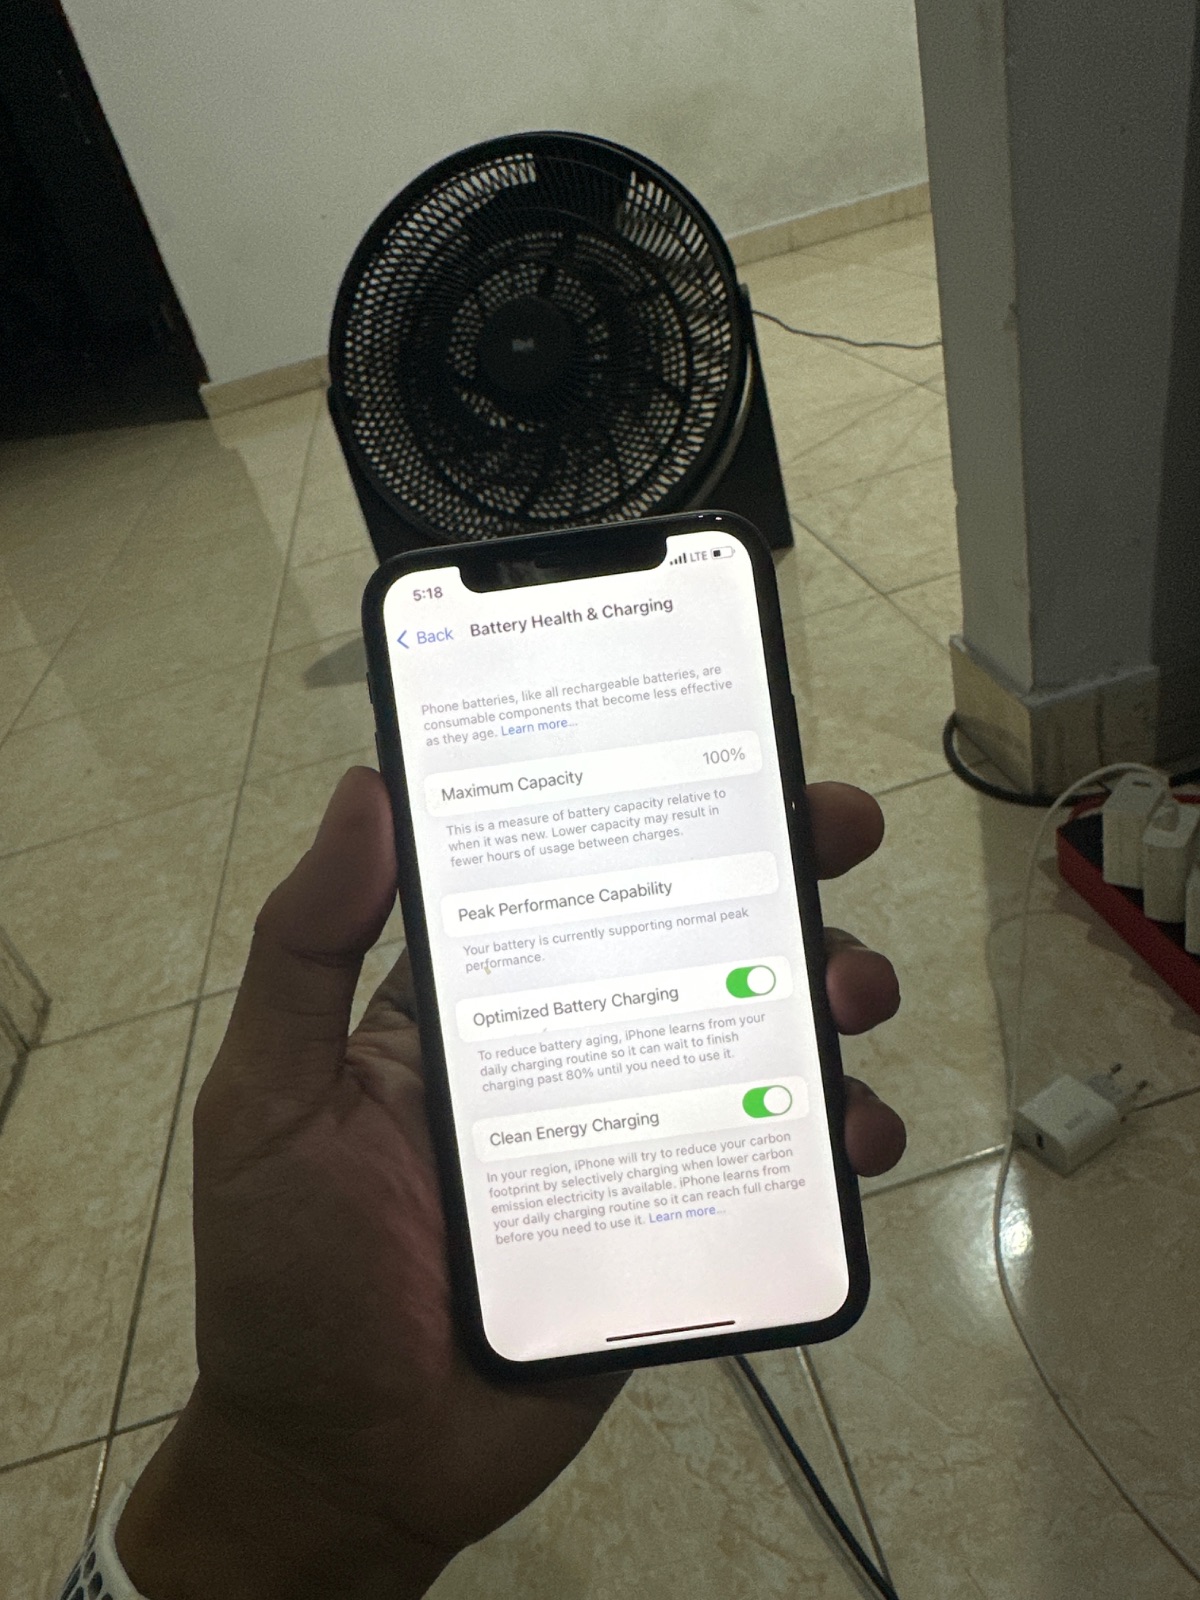 5:18
LTE
Back
Battery Health & Charging
Phone batteries, like all rechargeable batteries, are
consumable components that become less effective
as they age. Learn more...
Maximum Capacity 100%
This is a measure of battery capacity relative to
when it was new. Lower capacity may result in
fewer hours of usage between charges.
Peak Performance Capability
Your battery is currently supporting normal peak
performance.
Optimized Battery Charging
To reduce battery aging, iPhone learns from your
daily charging routine so it can wait to finish
charging past 80% until you need to use it.
Clean Energy Charging
In your region, iPhone will try to reduce your carbon
footprint by selectively charging when lower carbon
emission electricity is available. iPhone learns from
your daily charging routine so it can reach full charge
before you need to use it. Learn more...